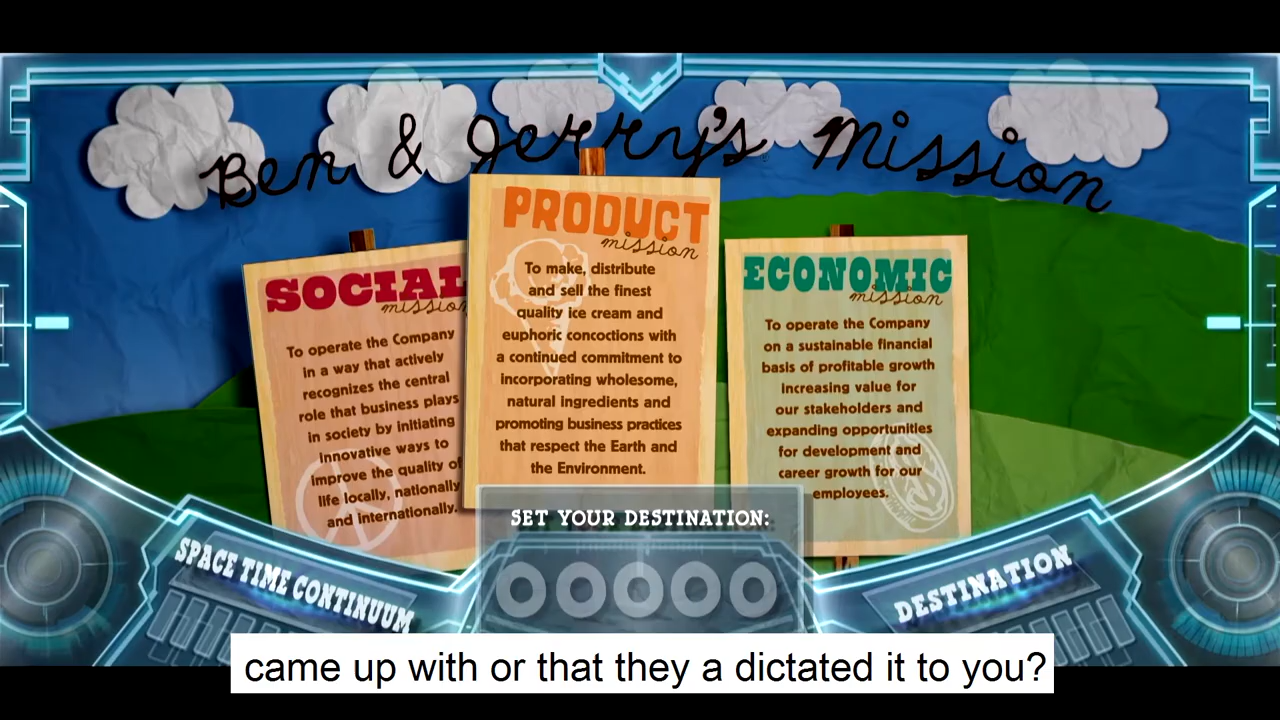 Ben & Jerry's Mission
SOCIAL
mission
To operate the Company
in a way that actively
recognizes the central
role that business plays
in society by initiating
innovative ways to
improve the quality of
life locally, nationally
and internationally.
PRODUCT
mission
To make, distribute
and sell the finest
quality ice cream and
euphoric concoctions with
a continued commitment to
incorporating wholesome,
natural ingredients and
promoting business practices
that respect the Earth and
the Environment.
ECONOMIC
mission
To operate the Company
on a sustainable financial
basis of profitable growth
increasing value for
our stakeholders and
expanding opportunities
for development and
career growth for our
employees.
SET YOUR DESTINATION:
00000
SPACE TIME CONTINUUM
DESTINATION
came up with or that they a dictated it to you?